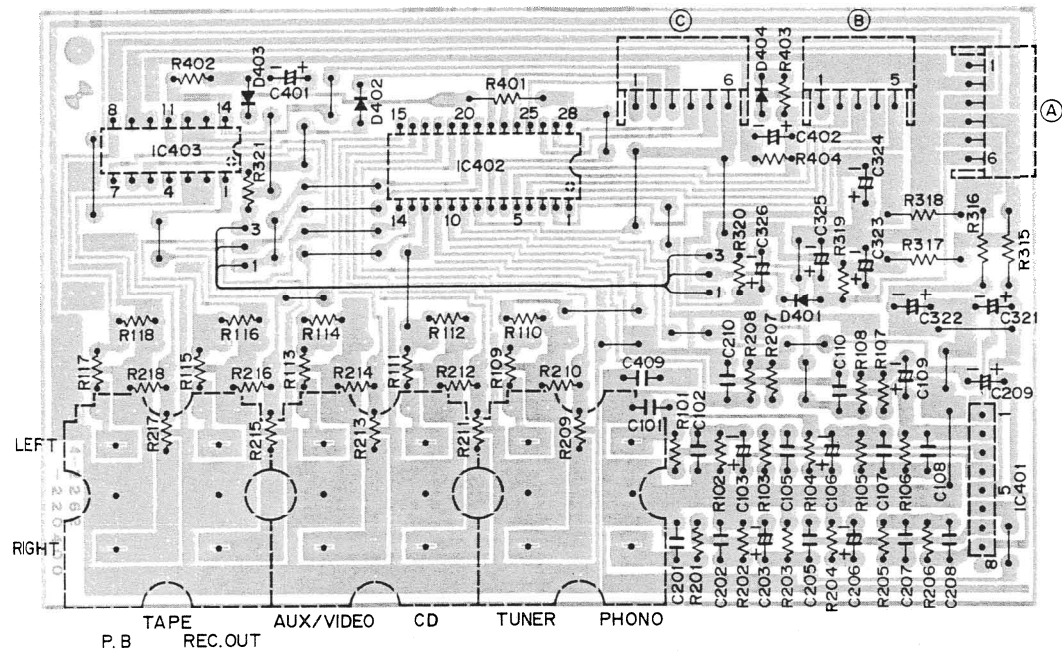 C B
R402 D403 C401 D402 R401 1 6 D404 R403 1 5 1 A
8 11 14 15 20 25 28
IC403 IC402 C402 C324
R321 R404 6
7 4 1 14 10 5 1
R318 R316
3 3 R320 C326 C325 R319 C323 R317 R315
1 1
D401 C322 C321
R118 R116 R114 R112 R110 C210 R208 R207 C110 R108 R107
R117 R115 R113 R111 R109 C409 C109
R218 R216 R214 R212 R210 C209
R217 R215 R213 R211 R209 C101 R101 C102 1
LEFT
R102 C103 R103 C105 R104 C106 R105 C107 R106 C108 5 IC401
RIGHT
8
C201 R201 C202 R202 C203 R203 C205 R204 C206 R205 C207 R206 C208
TAPE AUX/VIDEO CD TUNER PHONO
P.B REC.OUT